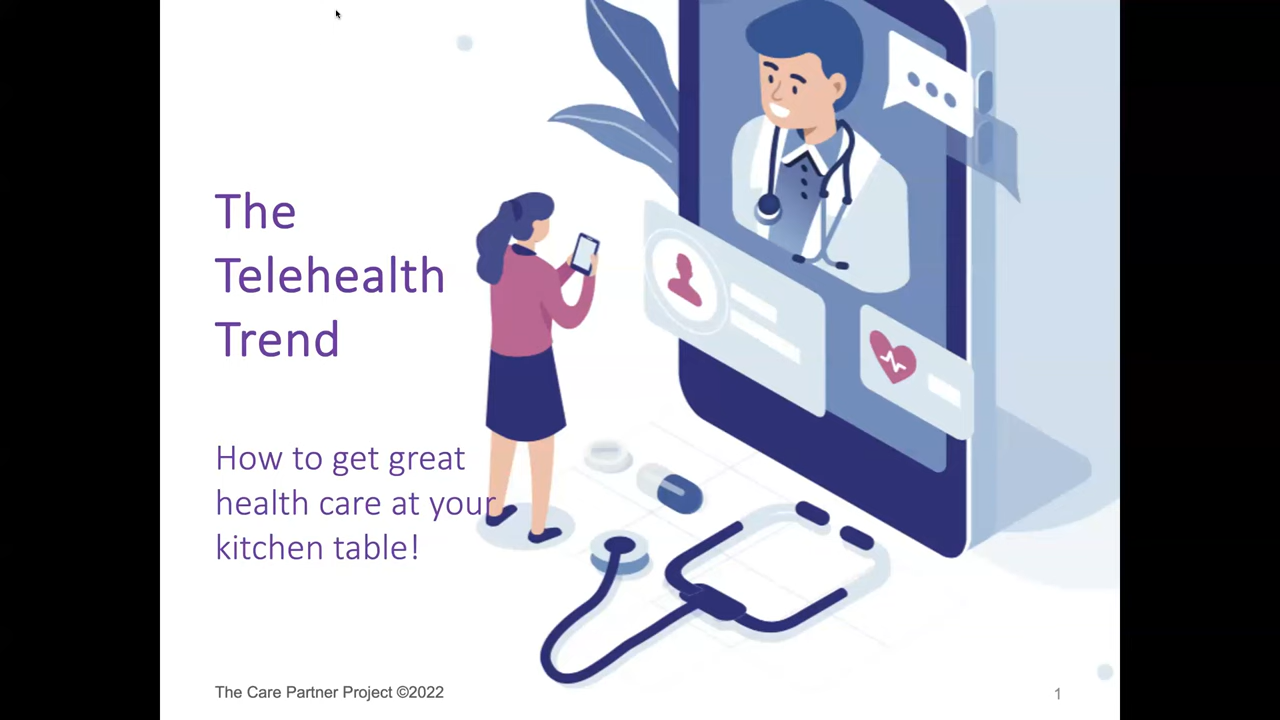 The
Telehealth
Trend
How to get great
health care at your
kitchen table!
The Care Partner Project ©2022
1